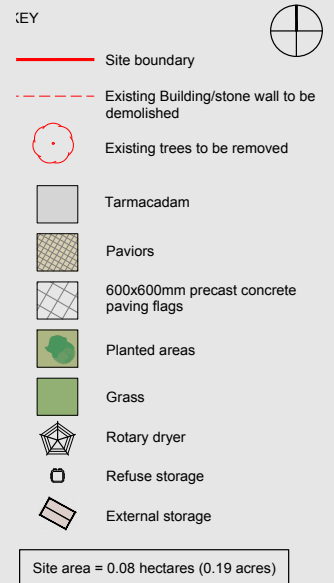 KEY
Site boundary
Existing Building/stone wall to be
demolished
Existing trees to be removed
Tarmacadam
Paviors
600x600mm precast concrete
paving flags
Planted areas
Grass
Rotary dryer
Refuse storage
External storage
Site area = 0.08 hectares (0.19 acres)